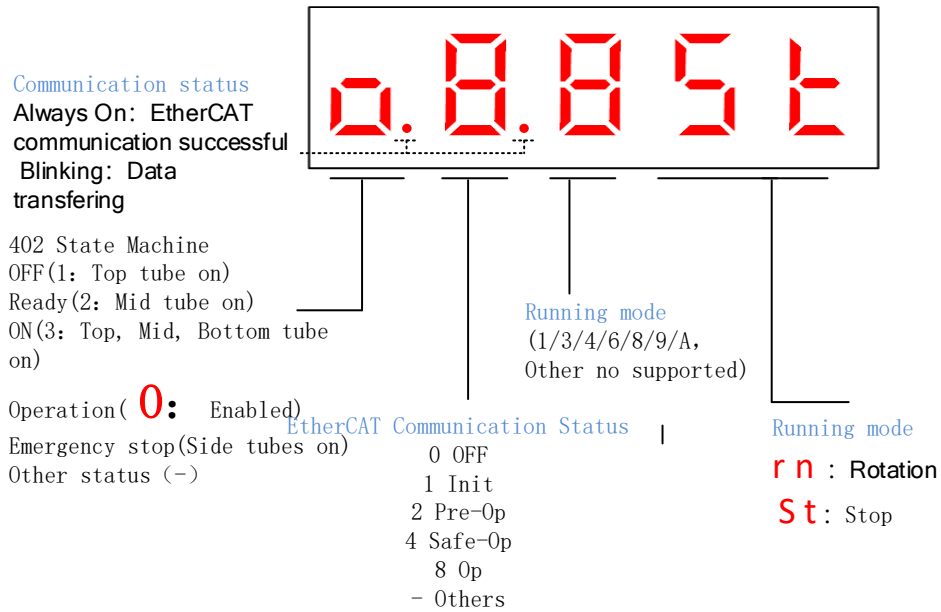 o.8.8St
Communication status
Always On: EtherCAT
communication successful
Blinking: Data
transfering
402 State Machine
OFF(1: Top tube on)
Ready(2: Mid tube on)
ON(3: Top, Mid, Bottom tube
on)
Operation( 0: Enabled)
Emergency stop(Side tubes on)
Other status (-)
Running mode
(1/3/4/6/8/9/A,
Other no supported)
EtherCAT Communication Status
0 OFF
1 Init
2 Pre-Op
4 Safe-Op
8 Op
- Others
Running mode
r n : Rotation
S t: Stop